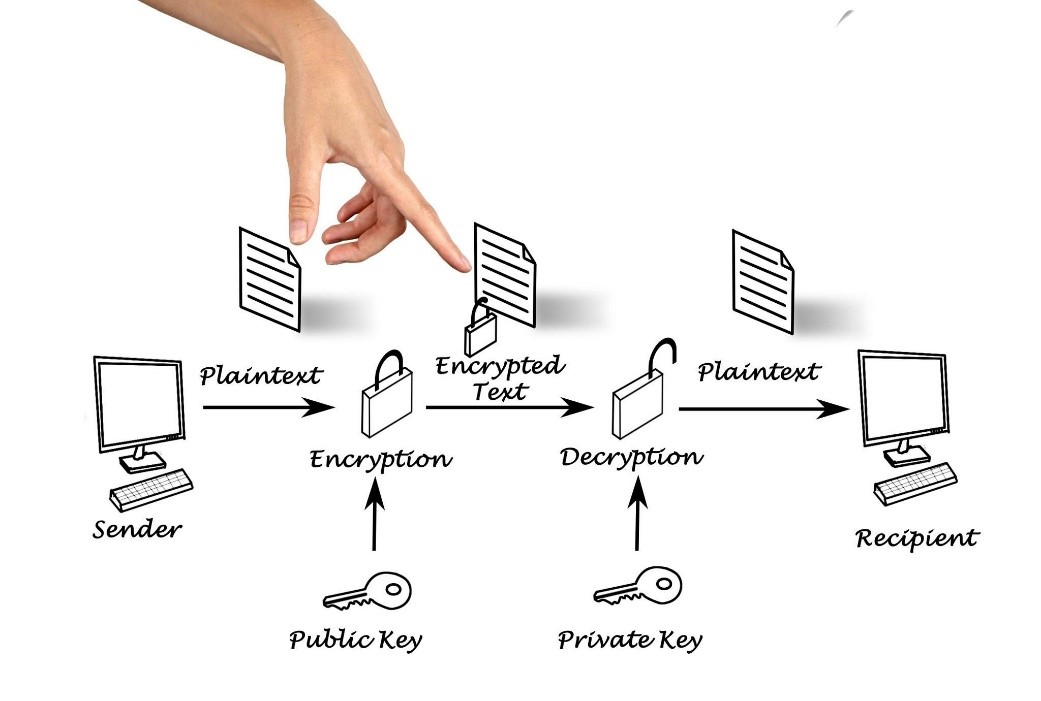 Plaintext
Encrypted
Text
Plaintext
Encryption
Decryption
Sender
Recipient
Public Key
Private Key